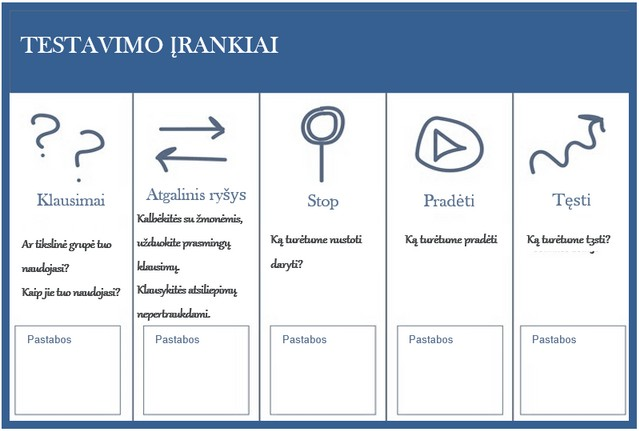 TESTAVIMO ĮRANKIAI
Klausimai
Ar tikslinė grupė tuo
naudojasi?
Kaip jie tuo naudojasi?
Pastabos
Atgalinis ryšys
Kalbėkitės su žmonėmis,
užduokite prasmingų
klausimų.
Klausykitės atsiliepimų,
nepertraukdami.
Pastabos
Stop
Ką turėtume nustoti
daryti?
Pastabos
Pradėti
Ką turėtume pradėti
Pastabos
Tęsti
Ką turėtume tęsti?
Pastabos